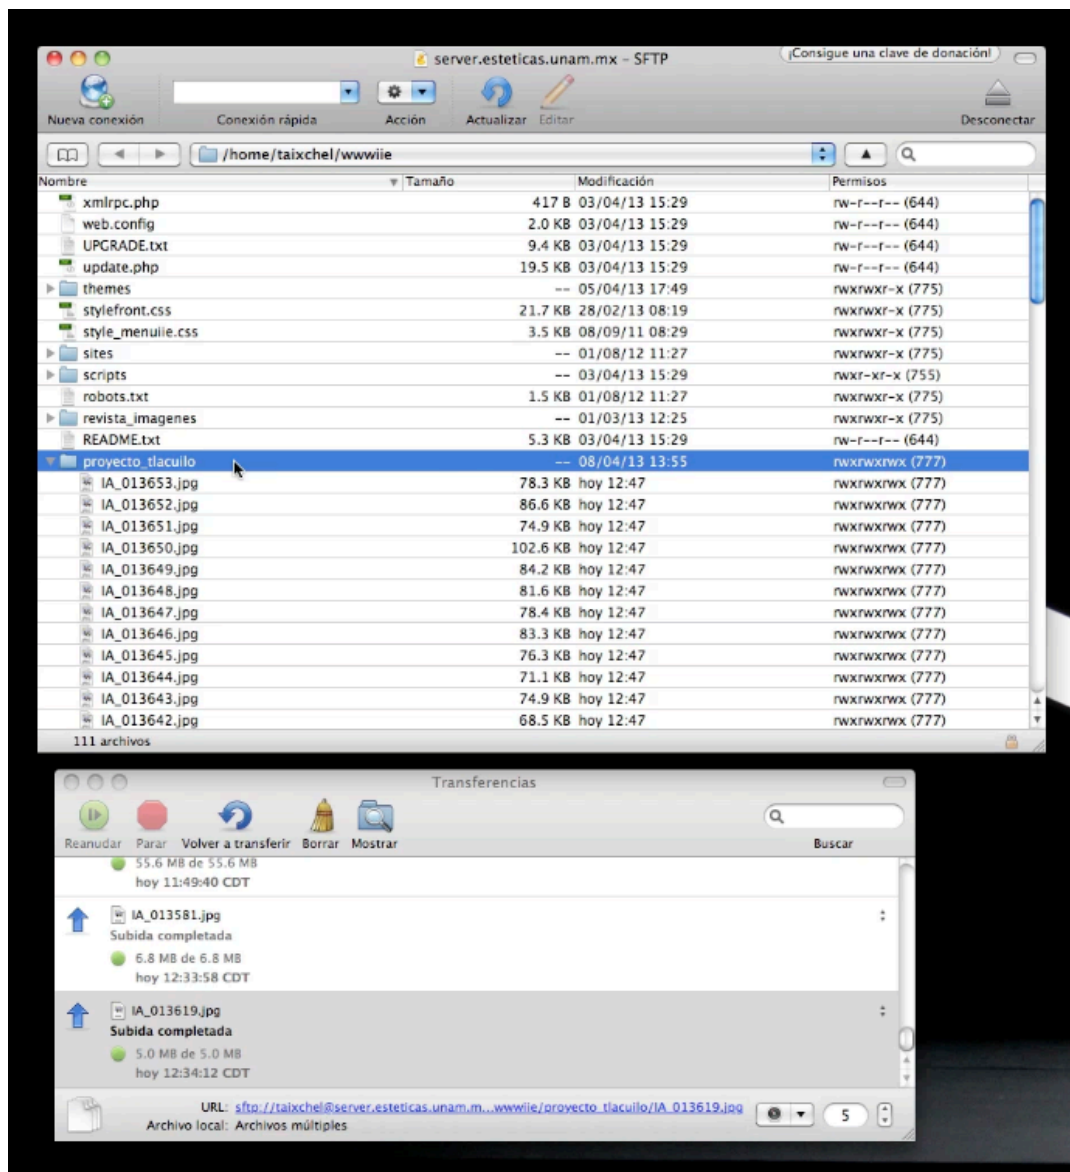 server.esteticas.unam.mx – SFTP
¡Consigue una clave de donación!
Nueva conexión Conexión rápida Acción Actualizar Editar Desconectar
/home/taixchel/wwwiie
Nombre Tamaño Modificación Permisos
xmlrpc.php 417 B 03/04/13 15:29 rw-r--r-- (644)
web.config 2.0 KB 03/04/13 15:29 rw-r--r-- (644)
UPGRADE.txt 9.4 KB 03/04/13 15:29 rw-r--r-- (644)
update.php 19.5 KB 03/04/13 15:29 rw-r--r-- (644)
themes -- 05/04/13 17:49 rwxrwxr-x (775)
stylefront.css 21.7 KB 28/02/13 08:19 rwxrwxr-x (775)
style_menuiie.css 3.5 KB 08/09/11 08:29 rwxrwxr-x (775)
sites -- 01/08/12 11:27 rwxrwxr-x (775)
scripts -- 03/04/13 15:29 rwxr-xr-x (755)
robots.txt 1.5 KB 01/08/12 11:27 rwxrwxr-x (775)
revista_imagenes -- 01/03/13 12:25 rwxrwxr-x (775)
README.txt 5.3 KB 03/04/13 15:29 rw-r--r-- (644)
proyecto_tlacuilo -- 08/04/13 13:55 rwxrwxrwx (777)
IA_013653.jpg 78.3 KB hoy 12:47 rwxrwxrwx (777)
IA_013652.jpg 86.6 KB hoy 12:47 rwxrwxrwx (777)
IA_013651.jpg 74.9 KB hoy 12:47 rwxrwxrwx (777)
IA_013650.jpg 102.6 KB hoy 12:47 rwxrwxrwx (777)
IA_013649.jpg 84.2 KB hoy 12:47 rwxrwxrwx (777)
IA_013648.jpg 81.6 KB hoy 12:47 rwxrwxrwx (777)
IA_013647.jpg 78.4 KB hoy 12:47 rwxrwxrwx (777)
IA_013646.jpg 83.3 KB hoy 12:47 rwxrwxrwx (777)
IA_013645.jpg 76.3 KB hoy 12:47 rwxrwxrwx (777)
IA_013644.jpg 71.1 KB hoy 12:47 rwxrwxrwx (777)
IA_013643.jpg 74.9 KB hoy 12:47 rwxrwxrwx (777)
IA_013642.jpg 68.5 KB hoy 12:47 rwxrwxrwx (777)
111 archivos
Transferencias
Reanudar Parar Volver a transferir Borrar Mostrar Buscar
55.6 MB de 55.6 MB
hoy 11:49:40 CDT
IA_013581.jpg
Subida completada
6.8 MB de 6.8 MB
hoy 12:33:58 CDT
IA_013619.jpg
Subida completada
5.0 MB de 5.0 MB
hoy 12:34:12 CDT
URL: sftp://taixchel@server.esteticas.unam.m...wwwiie/proyecto_tlacuilo/IA_013619.jpg
5
Archivo local: Archivos múltiples